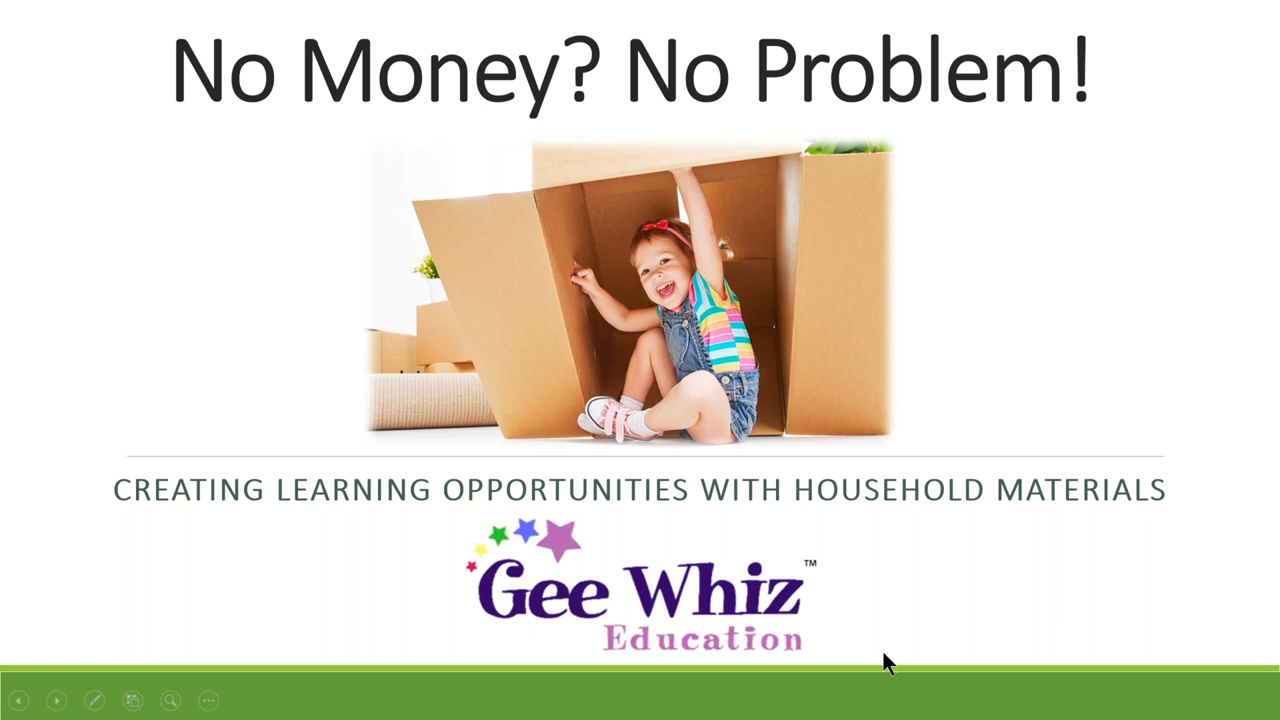 No Money? No Problem!
CREATING LEARNING OPPORTUNITIES WITH HOUSEHOLD MATERIALS
Gee Whiz™
Education